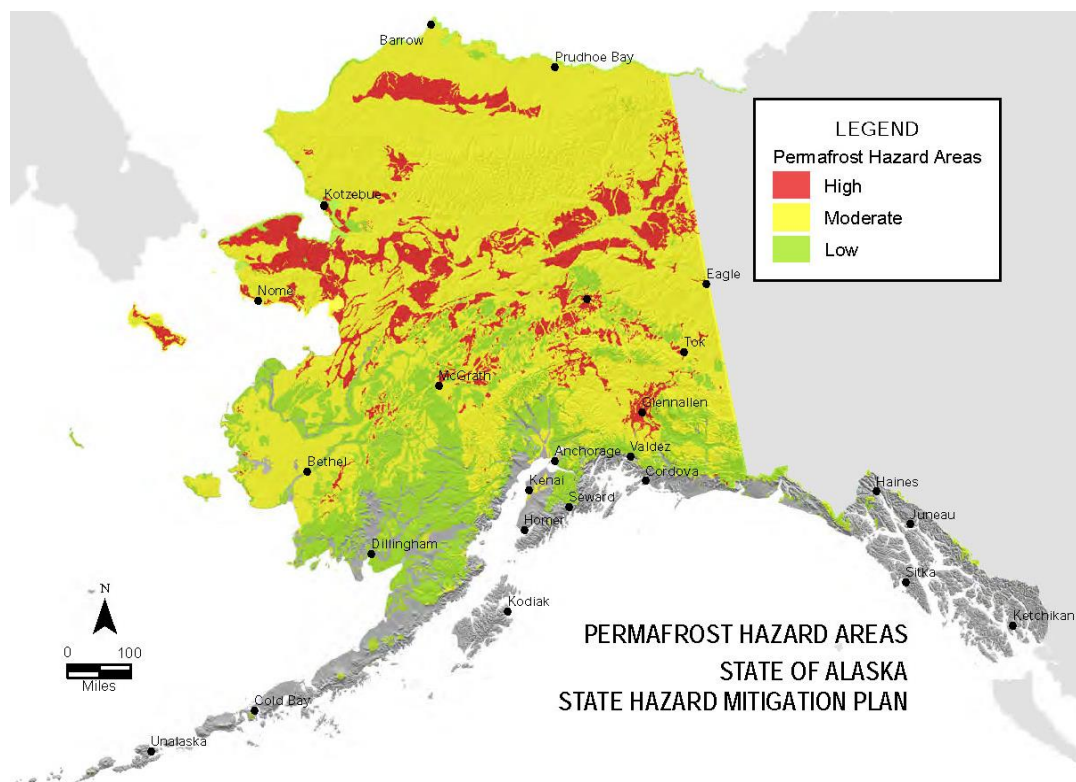 Barrow
Prudhoe Bay
LEGEND
Permafrost Hazard Areas
High
Moderate
Low
Kotzebue
Eagle
Nome
Tok
McGrath
Glennallen
Bethel
Anchorage
Valdez
Kenai
Cordova
Seward
Homer
Haines
Juneau
Dillingham
Sitka
Kodiak
Ketchikan
N
0 100
Miles
PERMAFROST HAZARD AREAS
STATE OF ALASKA
STATE HAZARD MITIGATION PLAN
Cold Bay
Unalaska